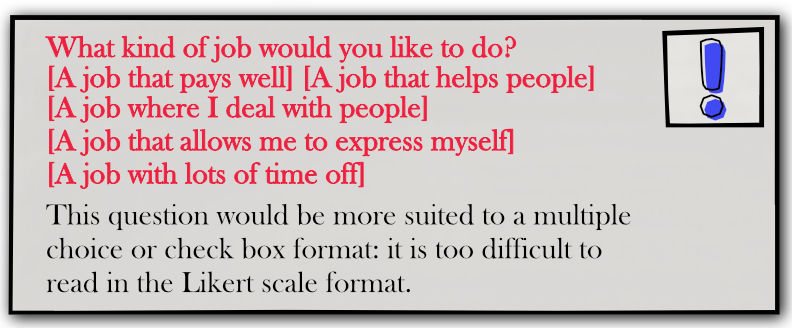 What kind of job would you like to do?
[A job that pays well] [A job that helps people]
[A job where I deal with people]
[A job that allows me to express myself]
[A job with lots of time off]
This question would be more suited to a multiple
choice or check box format: it is too difficult to
read in the Likert scale format.